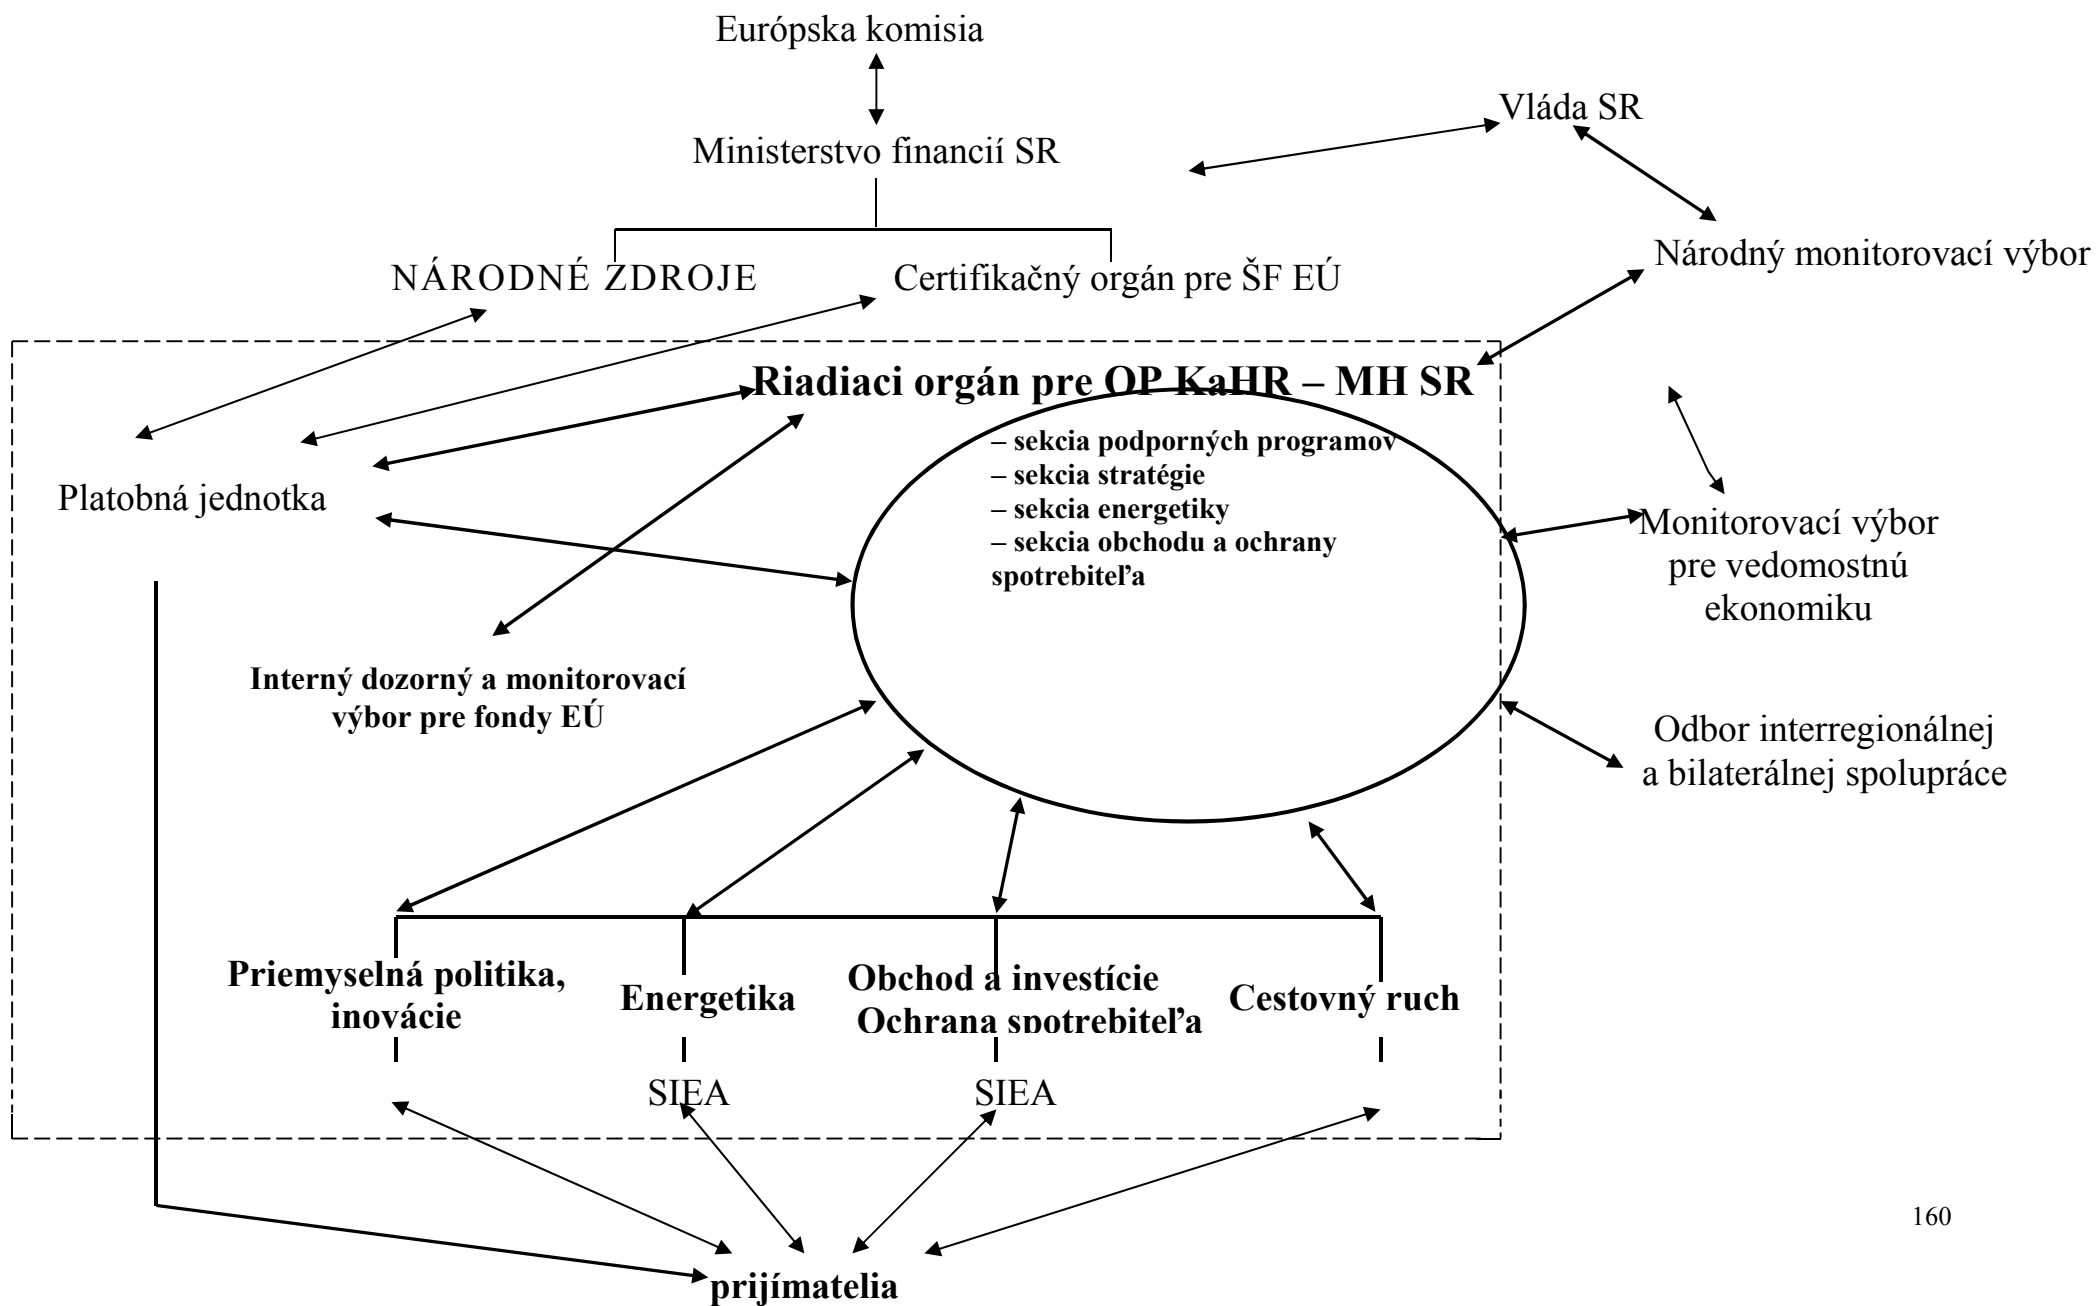 Európska komisia
Vláda SR
Ministerstvo financií SR
Národný monitorovací výbor
NÁRODNÉ ZDROJE
Certifikačný orgán pre ŠF EÚ
Riadiaci orgán pre OP KaHR – MH SR
– sekcia podporných programov
– sekcia stratégie
– sekcia energetiky
– sekcia obchodu a ochrany
spotrebiteľa
Platobná jednotka
Monitorovací výbor
pre vedomostnú
ekonomiku
Interný dozorný a monitorovací
výbor pre fondy EÚ
Odbor interregionálnej
a bilaterálnej spolupráce
Priemyselná politika,
inovácie
Energetika
Obchod a investície
Ochrana spotrebiteľa
Cestovný ruch
SIEA
SIEA
160
prijímatelia